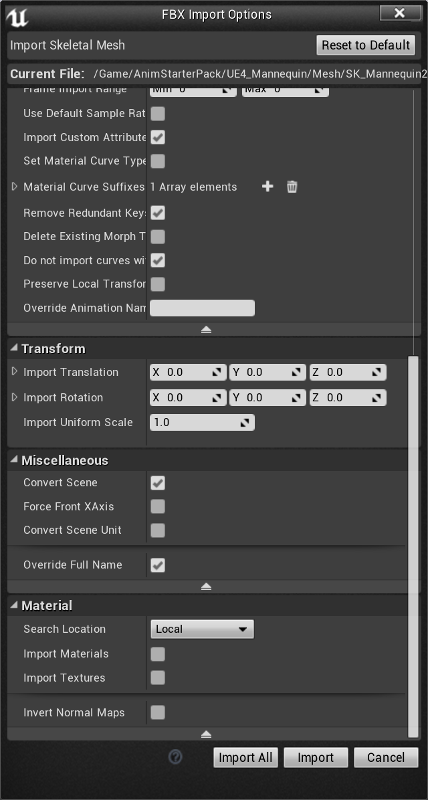 FBX Import Options
Import Skeletal Mesh
Reset to Default
Current File: /Game/AnimStarterPack/UE4_Mannequin/Mesh/SK_Mannequin2
Frame Import Range Min 0 Max 0
Use Default Sample Rat
Import Custom Attribute
Set Material Curve Type
Material Curve Suffixes 1 Array elements
Remove Redundant Keys
Delete Existing Morph T
Do not import curves wi
Preserve Local Transfor
Override Animation Nam
Transform
Import Translation X 0.0 Y 0.0 Z 0.0
Import Rotation X 0.0 Y 0.0 Z 0.0
Import Uniform Scale 1.0
Miscellaneous
Convert Scene
Force Front XAxis
Convert Scene Unit
Override Full Name
Material
Search Location Local
Import Materials
Import Textures
Invert Normal Maps
? Import All Import Cancel